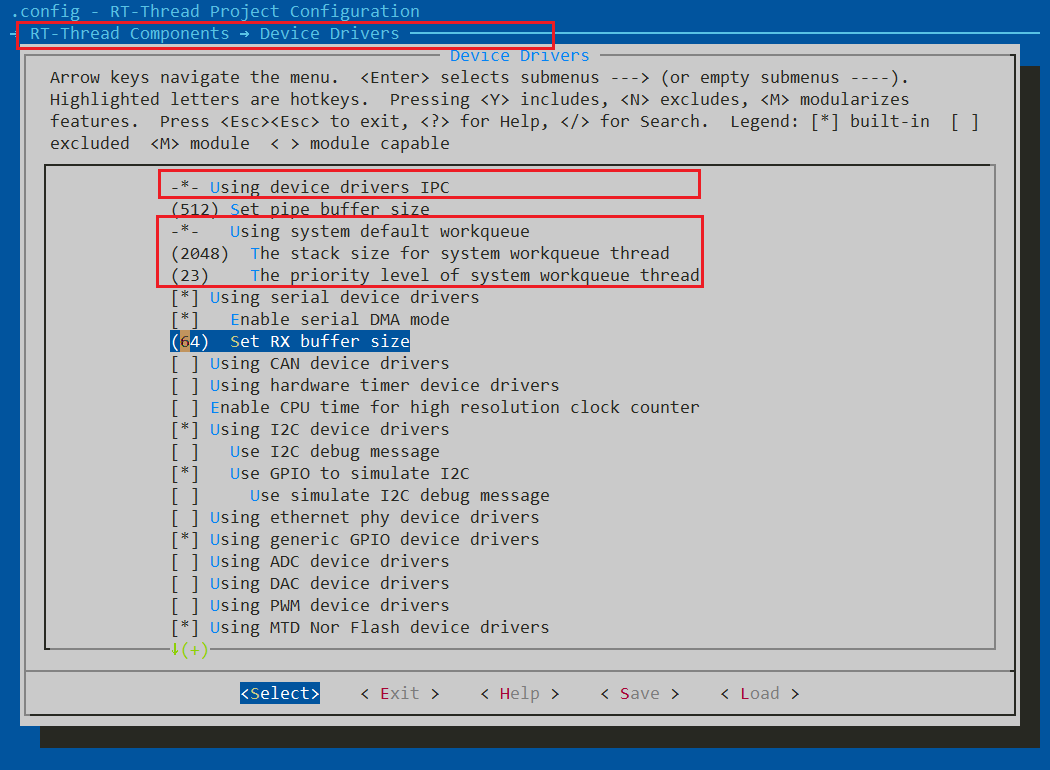 .config - RT-Thread Project Configuration
→ RT-Thread Components → Device Drivers
Device Drivers
Arrow keys navigate the menu.  <Enter> selects submenus ---> (or empty submenus ----).
Highlighted letters are hotkeys.  Pressing <Y> includes, <N> excludes, <M> modularizes
features.  Press <Esc><Esc> to exit, <?> for Help, </> for Search.  Legend: [*] built-in  [ ]
excluded  <M> module  < > module capable
-*- Using device drivers IPC
(512) Set pipe buffer size
-*-   Using system default workqueue
(2048)  The stack size for system workqueue thread
(23)    The priority level of system workqueue thread
[*] Using serial device drivers
[*]   Enable serial DMA mode
(64)  Set RX buffer size
[ ] Using CAN device drivers
[ ] Using hardware timer device drivers
[ ] Enable CPU time for high resolution clock counter
[*] Using I2C device drivers
[ ]   Use I2C debug message
[*]   Use GPIO to simulate I2C
[ ]     Use simulate I2C debug message
[ ] Using ethernet phy device drivers
[*] Using generic GPIO device drivers
[ ] Using ADC device drivers
[ ] Using DAC device drivers
[ ] Using PWM device drivers
[*] Using MTD Nor Flash device drivers
↓(+)
<Select>    < Exit >    < Help >    < Save >    < Load >